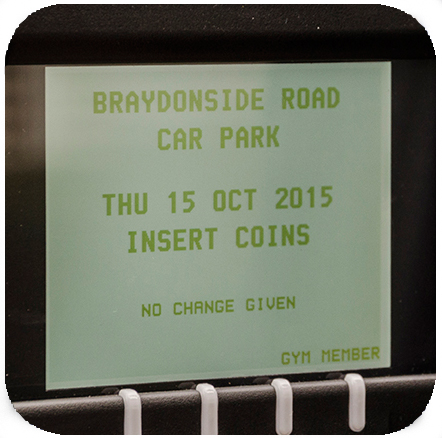 BRAYDONSIDE ROAD
CAR PARK
THU 15 OCT 2015
INSERT COINS
NO CHANGE GIVEN
GYM MEMBER